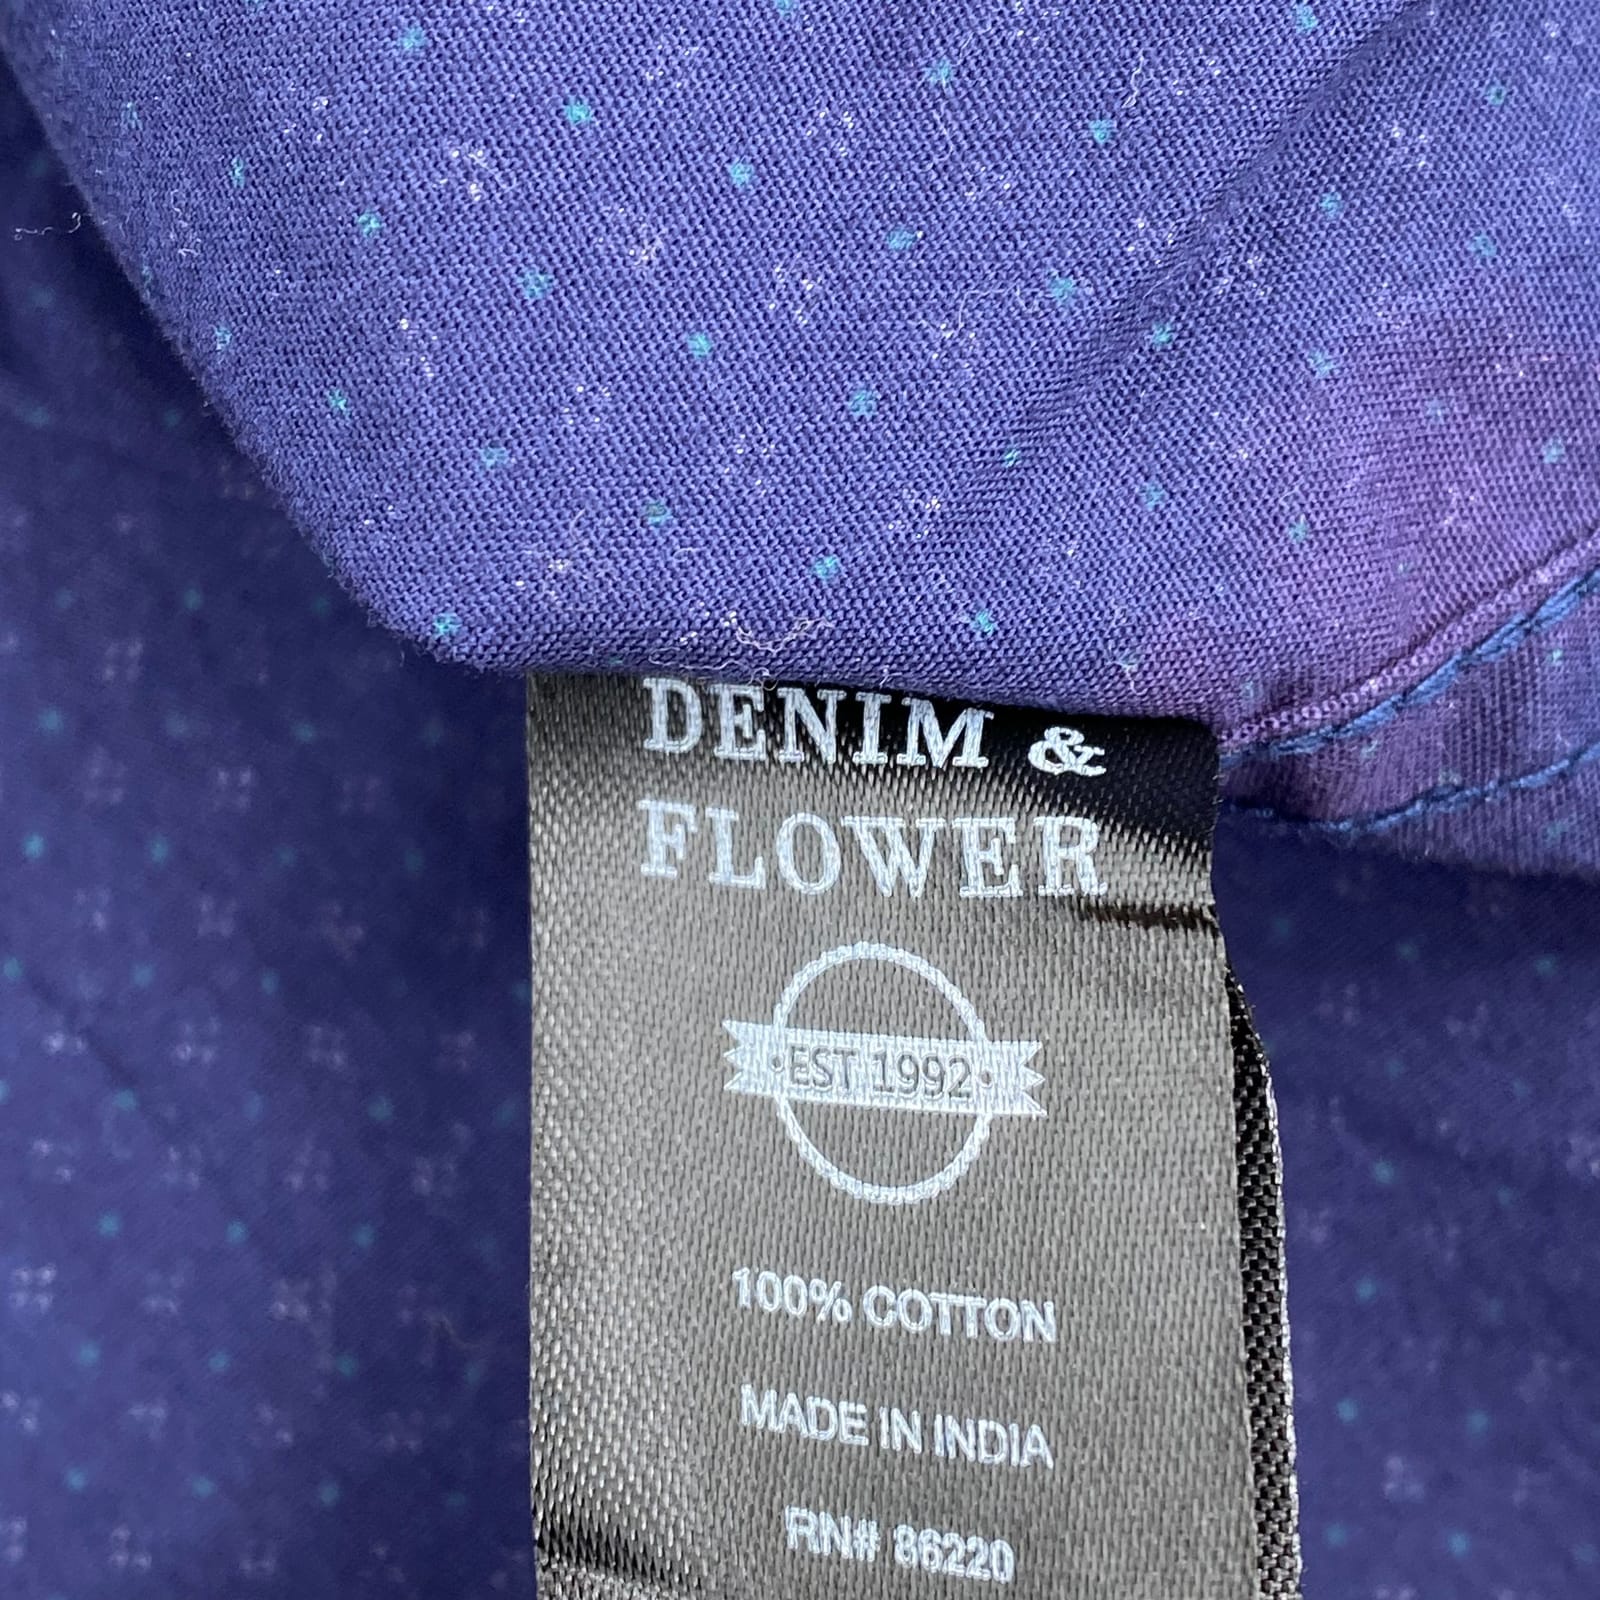 DENIM &
FLOWER
·EST 1992·
100% COTTON
MADE IN INDIA
RN# 86220